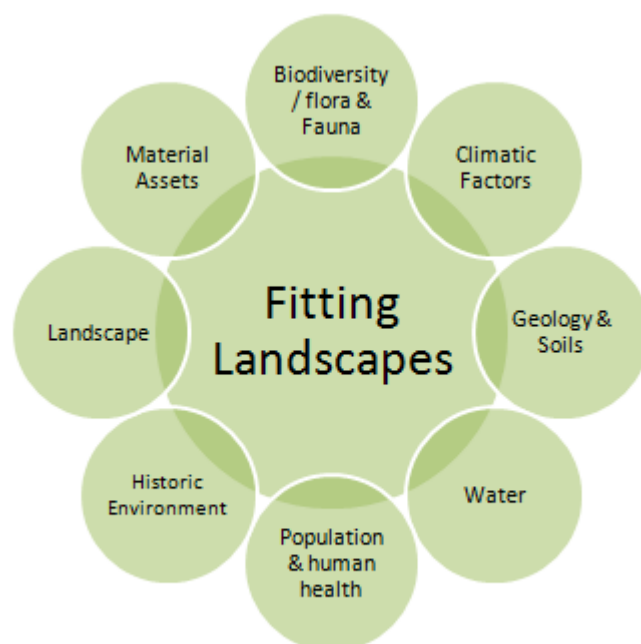 Biodiversity
/ flora &
Fauna
Climatic
Factors
Geology &
Soils
Water
Population
& human
health
Historic
Environment
Landscape
Material
Assets
Fitting
Landscapes